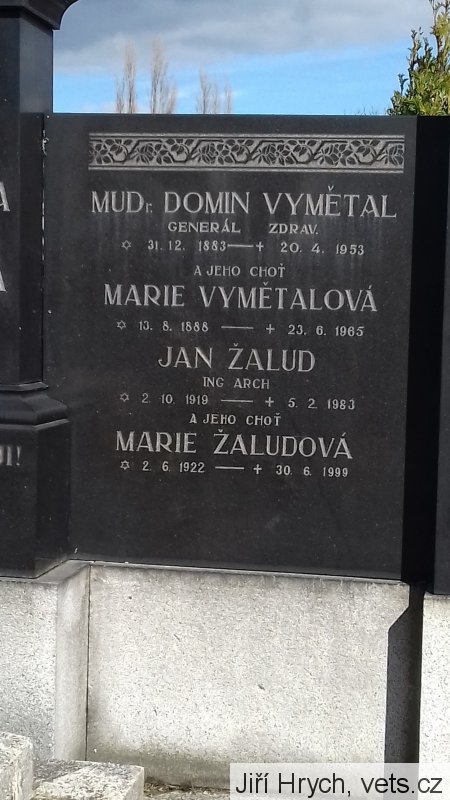 MUDr. DOMIN VYMĚTAL
GENERÁL ZDRAV.
✡ 31. 12. 1883 — + 20. 4. 1953
A JEHO CHOŤ
MARIE VYMĚTALOVÁ
✡ 13. 8. 1888 — + 23. 6. 1965
JAN ŽALUD
ING ARCH
✡ 2. 10. 1919 — + 5. 2. 1983
A JEHO CHOŤ
MARIE ŽALUDOVÁ
✡ 2. 6. 1922 — + 30. 6. 1999
Jiří Hrych, vets.cz